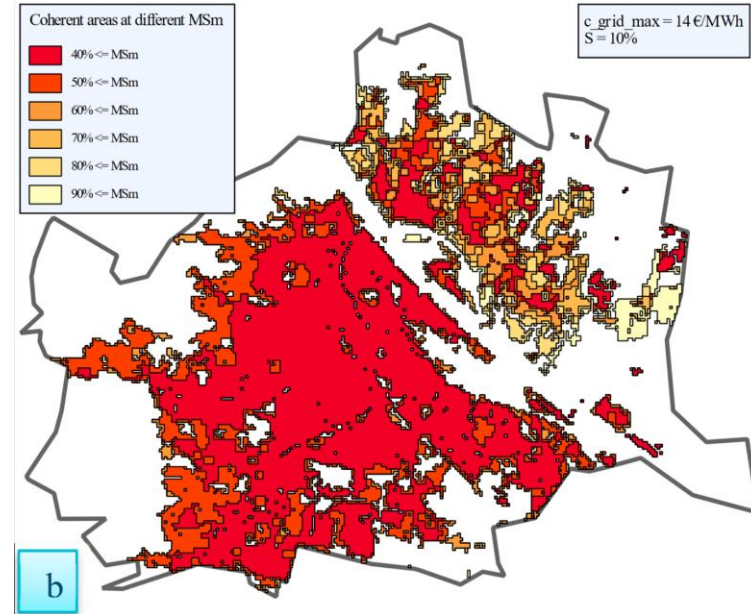 Coherent areas at different MSm
40%<= MSm
50%<= MSm
60%<= MSm
70%<= MSm
80%<= MSm
90%<= MSm
c_grid_max = 14 €/MWh
S = 10%
b